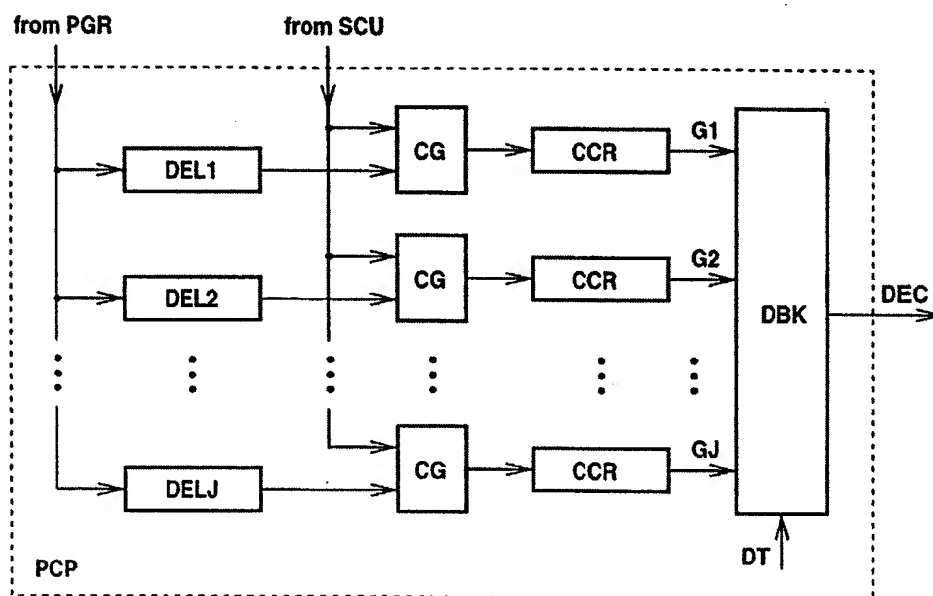 from PGR
from SCU
G1
CG
CCR
DEL1
G2
CG
CCR
DEL2
DBK
DEC
GJ
CG
CCR
DELJ
DT
PCP